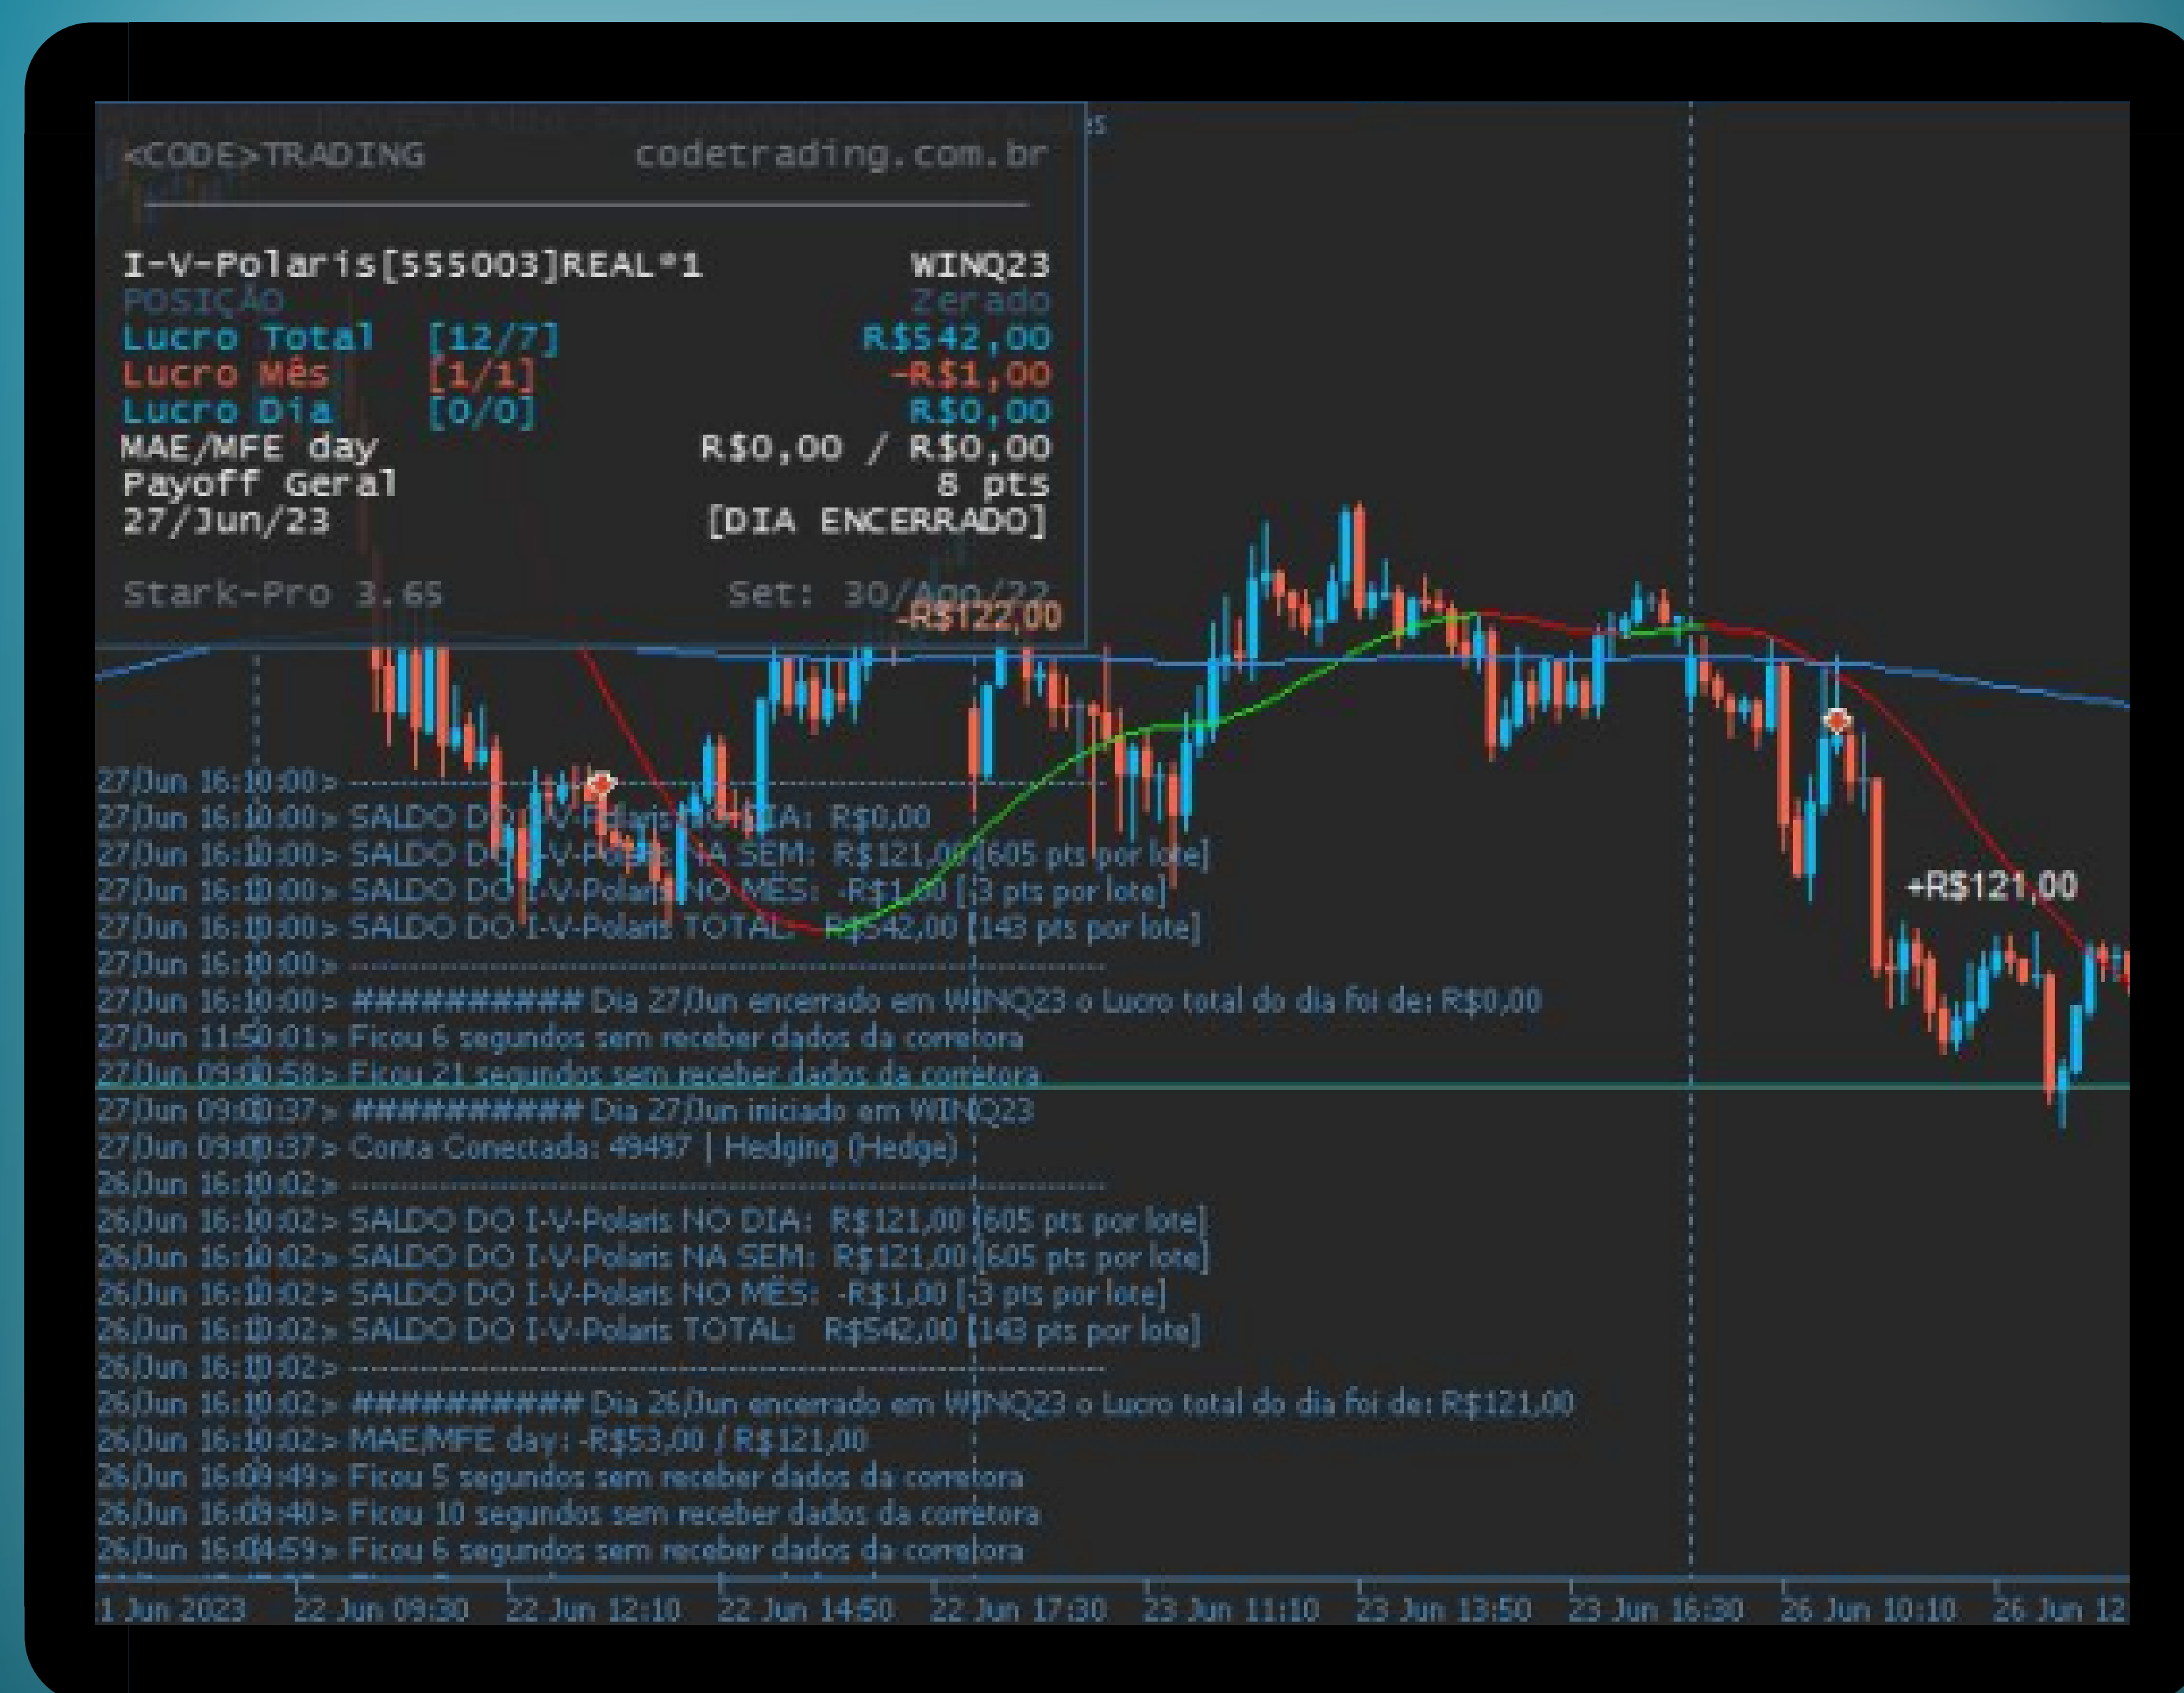 <CODE>TRADING codetrading.com.br
I-V-Polaris[555003]REAL*1 WINQ23
POSIÇÃO Zerado
Lucro Total [12/7] R$542,00
Lucro Mês [1/1] -R$1,00
Lucro Dia [0/0] R$0,00
MAE/MFE day R$0,00 / R$0,00
Payoff Geral 8 pts
27/Jun/23 [DIA ENCERRADO]
Stark-Pro 3.65 Set: 30/Ago/22
-R$122,00
+R$121,00
27/Jun 16:10:00> --------------------
27/Jun 16:10:00> SALDO DO I-V-Polaris NO DIA: R$0,00
27/Jun 16:10:00> SALDO DO I-V-Polaris NA SEM: R$121,00 [605 pts por lote]
27/Jun 16:10:00> SALDO DO I-V-Polaris NO MÊS: -R$1,00 [-3 pts por lote]
27/Jun 16:10:00> SALDO DO I-V-Polaris TOTAL: R$542,00 [143 pts por lote]
27/Jun 16:10:00> --------------------
27/Jun 16:10:00> ########## Dia 27/Jun encerrado em WINQ23 o Lucro total do dia foi de: R$0,00
27/Jun 11:50:01> Ficou 6 segundos sem receber dados da corretora
27/Jun 09:00:58> Ficou 21 segundos sem receber dados da corretora
27/Jun 09:00:37> ########## Dia 27/Jun iniciado em WINQ23
27/Jun 09:00:37> Conta Conectada: 49497 | Hedging (Hedge)
26/Jun 16:10:02> --------------------
26/Jun 16:10:02> SALDO DO I-V-Polaris NO DIA: R$121,00 [605 pts por lote]
26/Jun 16:10:02> SALDO DO I-V-Polaris NA SEM: R$121,00 [605 pts por lote]
26/Jun 16:10:02> SALDO DO I-V-Polaris NO MÊS: -R$1,00 [-3 pts por lote]
26/Jun 16:10:02> SALDO DO I-V-Polaris TOTAL: R$542,00 [143 pts por lote]
26/Jun 16:10:02> --------------------
26/Jun 16:10:02> ########## Dia 26/Jun encerrado em WINQ23 o Lucro total do dia foi de: R$121,00
26/Jun 16:10:02> MAE/MFE day: -R$53,00 / R$121,00
26/Jun 16:09:49> Ficou 5 segundos sem receber dados da corretora
26/Jun 16:09:40> Ficou 10 segundos sem receber dados da corretora
26/Jun 16:04:59> Ficou 6 segundos sem receber dados da corretora
1 Jun 2023 22 Jun 09:30 22 Jun 12:10 22 Jun 14:50 22 Jun 17:30 23 Jun 11:10 23 Jun 13:50 23 Jun 16:30 26 Jun 10:10 26 Jun 12